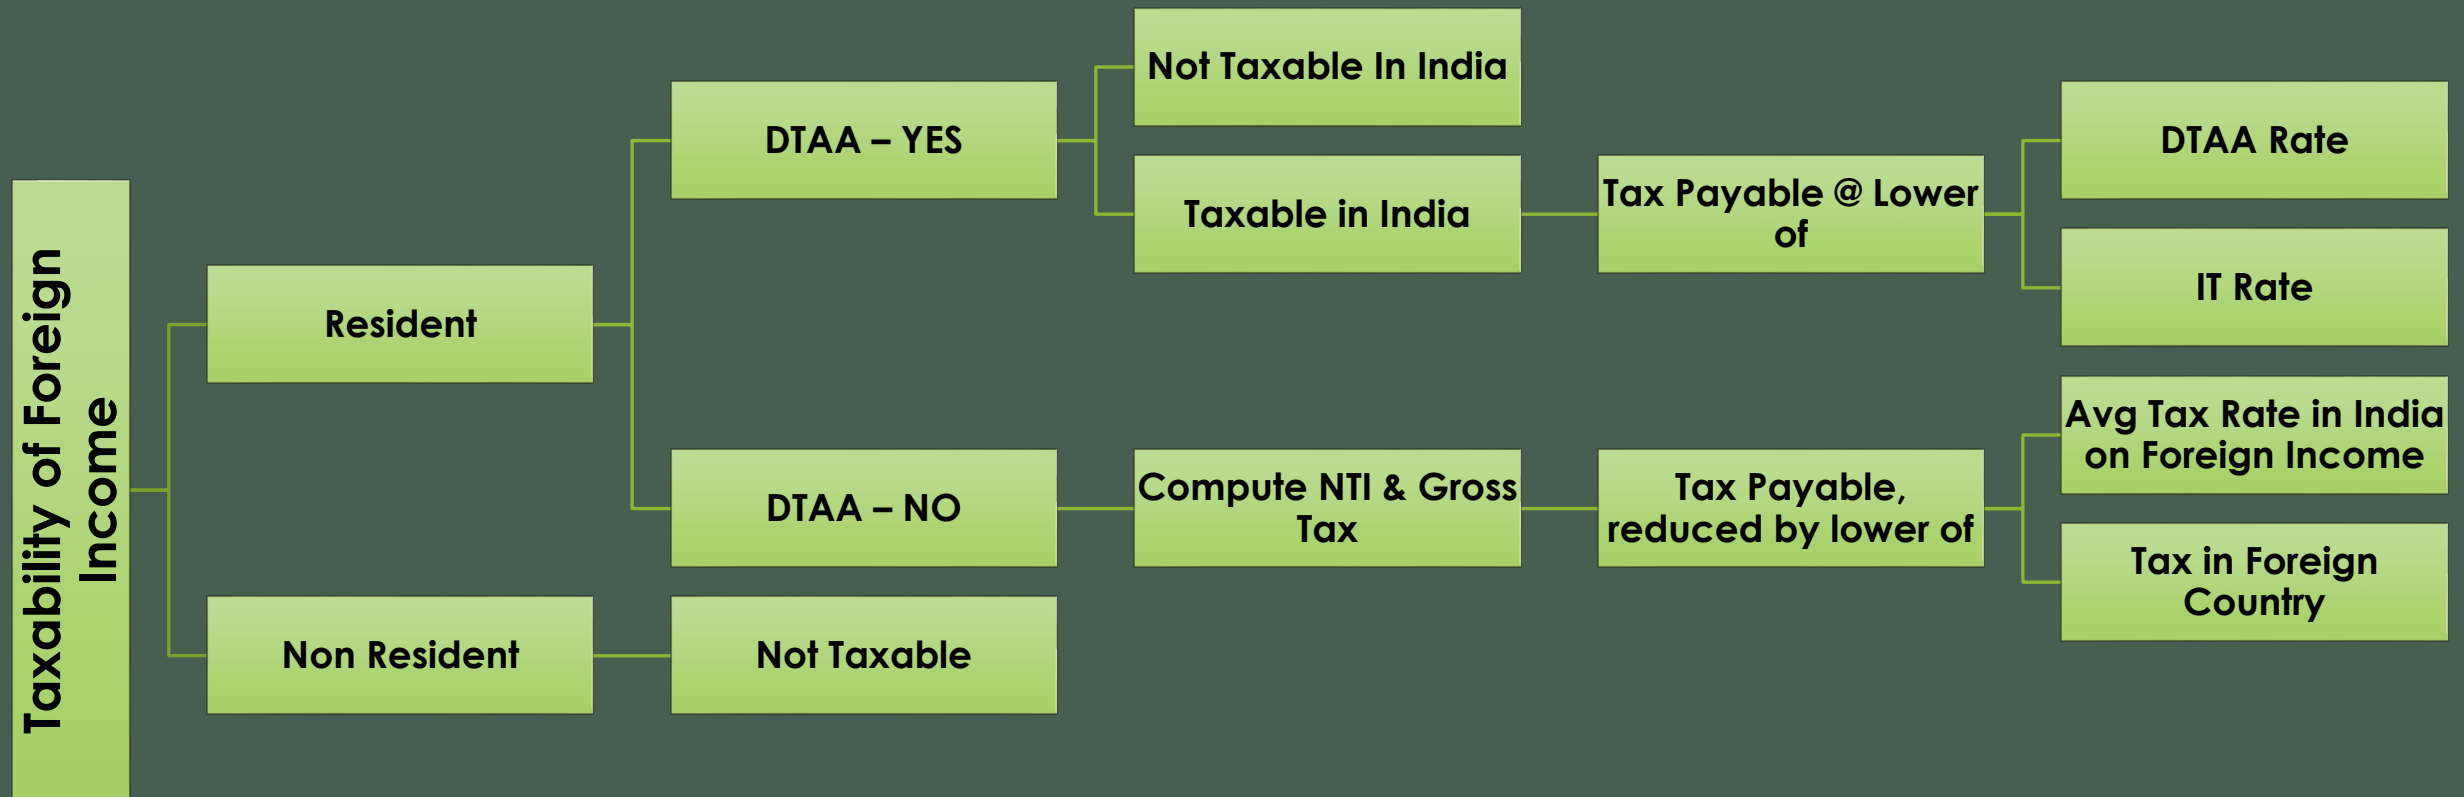 Taxability of Foreign
Income
Resident
DTAA – YES
Not Taxable In India
Taxable in India
Tax Payable @ Lower
of
DTAA Rate
IT Rate
DTAA – NO
Compute NTI & Gross
Tax
Tax Payable,
reduced by lower of
Avg Tax Rate in India
on Foreign Income
Tax in Foreign
Country
Non Resident
Not Taxable